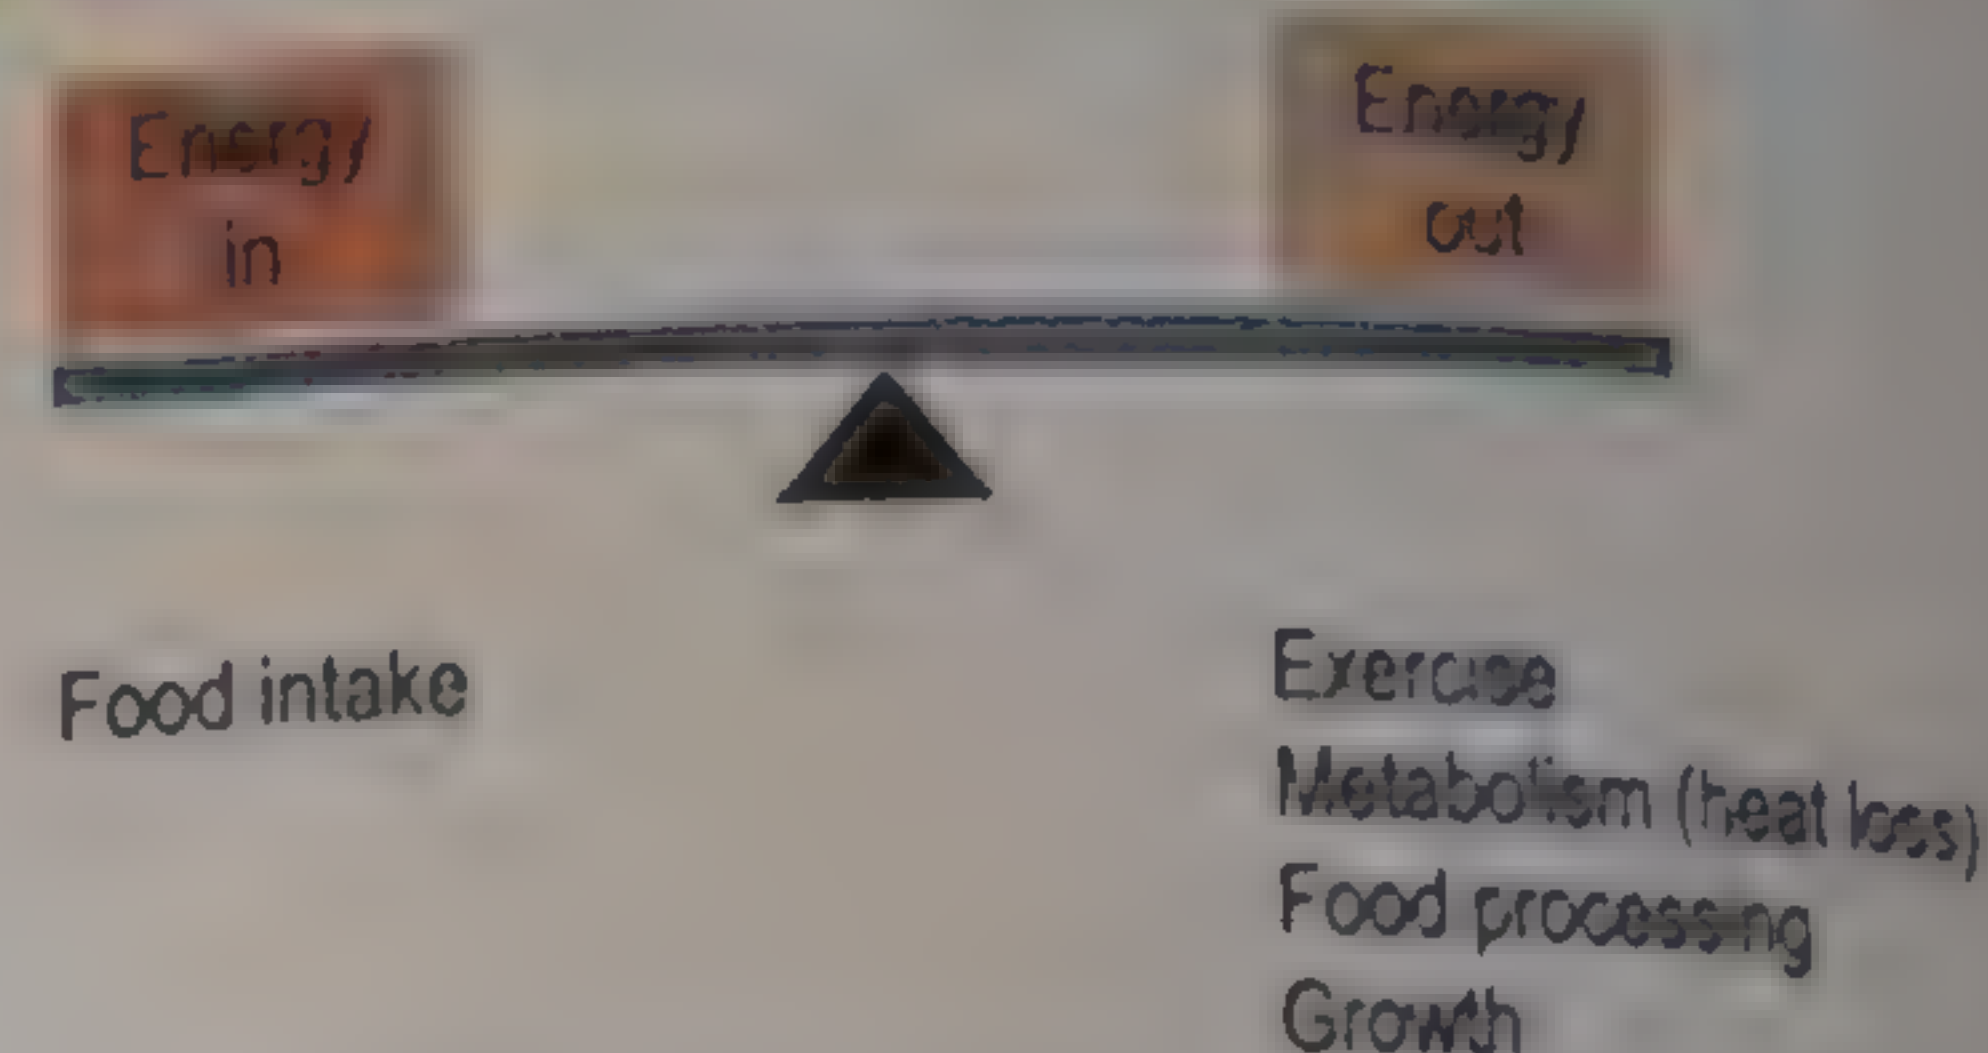 Energy
in
Energy
out
Food intake
Exercise
Metabolism (heat loss)
Food processing
Growth